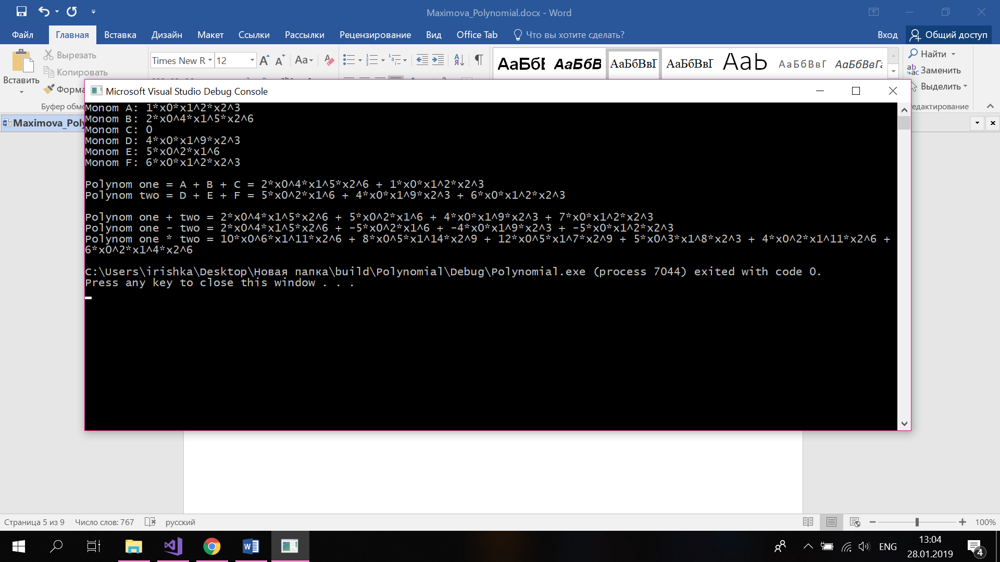 Maximova_Polynomial.docx - Word
Файл Главная Вставка Дизайн Макет Ссылки Рассылки Рецензирование Вид Office Tab Что вы хотите сделать? Вход Общий доступ
Вставить
Вырезать
Копировать
Форма
Буфер обме
Times New R 12
АаБбІ АаБбВ АаБбВвГ АаБбВвГ АаЬ АаБбВвГ АаБбВвГг
Найти
Заменить
Выделить
едактирование
Maximova_Poly
Microsoft Visual Studio Debug Console
Monom A: 1*x0*x1^2*x2^3
Monom B: 2*x0^4*x1^5*x2^6
Monom C: 0
Monom D: 4*x0*x1^9*x2^3
Monom E: 5*x0^2*x1^6
Monom F: 6*x0*x1^2*x2^3
Polynom one = A + B + C = 2*x0^4*x1^5*x2^6 + 1*x0*x1^2*x2^3
Polynom two = D + E + F = 5*x0^2*x1^6 + 4*x0*x1^9*x2^3 + 6*x0*x1^2*x2^3
Polynom one + two = 2*x0^4*x1^5*x2^6 + 5*x0^2*x1^6 + 4*x0*x1^9*x2^3 + 7*x0*x1^2*x2^3
Polynom one - two = 2*x0^4*x1^5*x2^6 + -5*x0^2*x1^6 + -4*x0*x1^9*x2^3 + -5*x0*x1^2*x2^3
Polynom one * two = 10*x0^6*x1^11*x2^6 + 8*x0^5*x1^14*x2^9 + 12*x0^5*x1^7*x2^9 + 5*x0^3*x1^8*x2^3 + 4*x0^2*x1^11*x2^6 +
6*x0^2*x1^4*x2^6
C:\Users\irishka\Desktop\Новая папка\build\Polynomial\Debug\Polynomial.exe (process 7044) exited with code 0.
Press any key to close this window . . .
Страница 5 из 9 Число слов: 767 русский 100%
ENG
13:04
28.01.2019
4